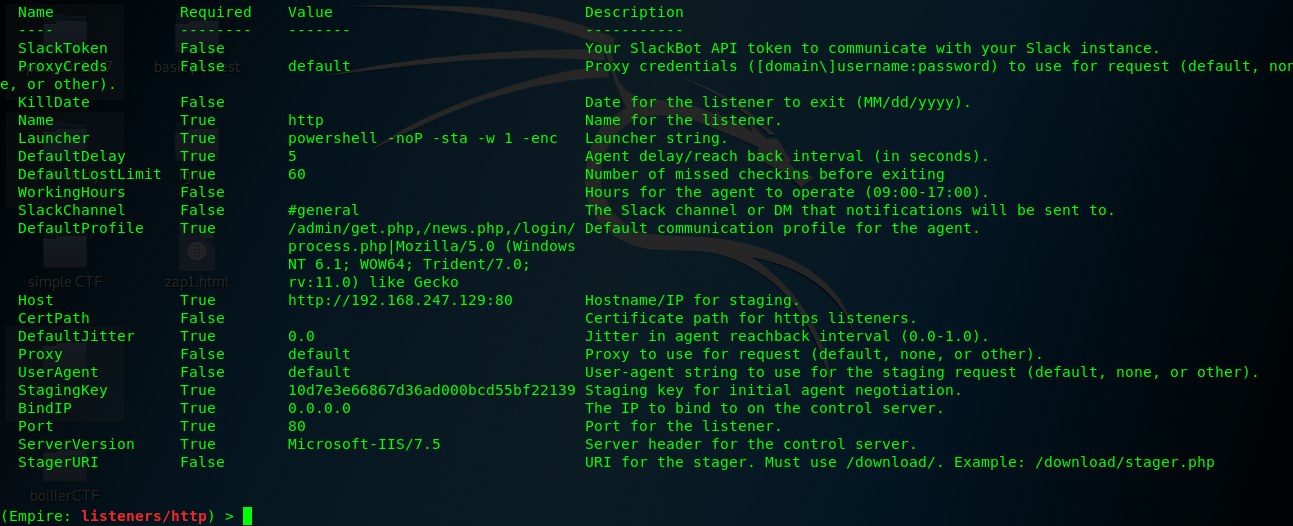 Name Required Value Description
---- -------- ------- -----------
SlackToken False Your SlackBot API token to communicate with your Slack instance.
ProxyCreds False default Proxy credentials ([domain\]username:password) to use for request (default, non
e, or other).
KillDate False Date for the listener to exit (MM/dd/yyyy).
Name True http Name for the listener.
Launcher True powershell -noP -sta -w 1 -enc Launcher string.
DefaultDelay True 5 Agent delay/reach back interval (in seconds).
DefaultLostLimit True 60 Number of missed checkins before exiting
WorkingHours False Hours for the agent to operate (09:00-17:00).
SlackChannel False #general The Slack channel or DM that notifications will be sent to.
DefaultProfile True /admin/get.php,/news.php,/login/ Default communication profile for the agent.
process.php|Mozilla/5.0 (Windows
NT 6.1; WOW64; Trident/7.0;
rv:11.0) like Gecko
simple CTF zap1.html
Host True http://192.168.247.129:80 Hostname/IP for staging.
CertPath False Certificate path for https listeners.
DefaultJitter True 0.0 Jitter in agent reachback interval (0.0-1.0).
Proxy False default Proxy to use for request (default, none, or other).
UserAgent False default User-agent string to use for the staging request (default, none, or other).
StagingKey True 10d7e3e66867d36ad000bcd55bf22139 Staging key for initial agent negotiation.
BindIP True 0.0.0.0 The IP to bind to on the control server.
Port True 80 Port for the listener.
ServerVersion True Microsoft-IIS/7.5 Server header for the control server.
StagerURI False URI for the stager. Must use /download/. Example: /download/stager.php
boillerCTF
(Empire: listeners/http) >